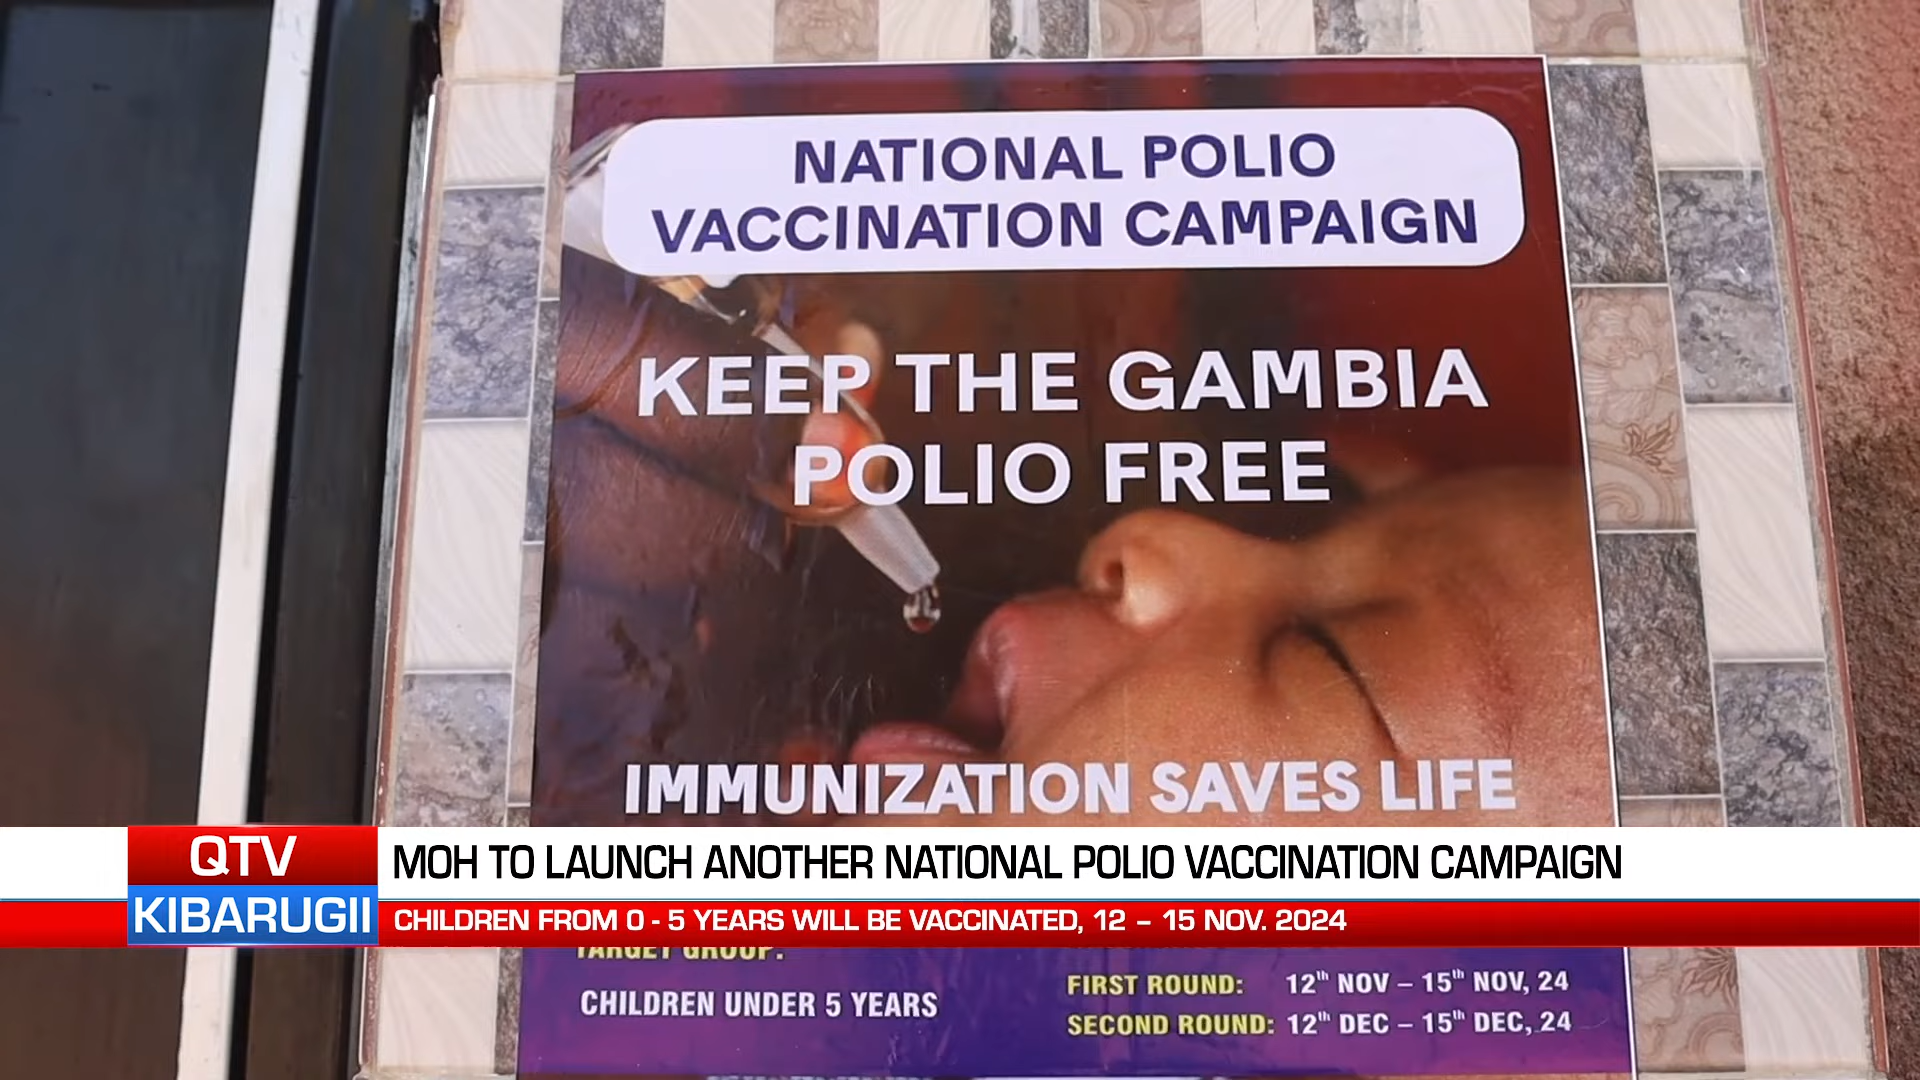 NATIONAL POLIO
VACCINATION CAMPAIGN
KEEP THE GAMBIA
POLIO FREE
IMMUNIZATION SAVES LIFE
QTV
KIBARUGII
MOH TO LAUNCH ANOTHER NATIONAL POLIO VACCINATION CAMPAIGN
CHILDREN FROM 0 - 5 YEARS WILL BE VACCINATED, 12 – 15 NOV. 2024
TARGET GROUP:
CHILDREN UNDER 5 YEARS
FIRST ROUND: 12th NOV – 15th NOV, 24
SECOND ROUND: 12th DEC – 15th DEC, 24